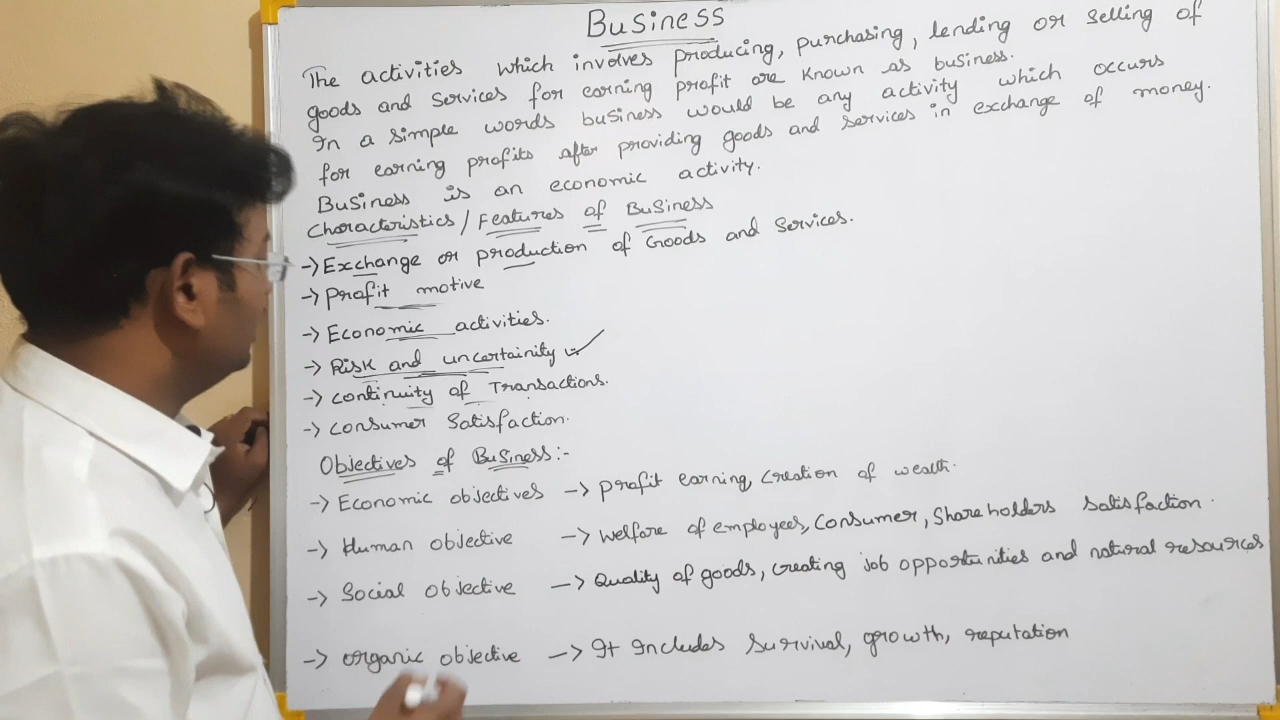 Business
The activities which involves producing, purchasing, lending or selling of
goods and services for earning profit are known as business.
In a simple words business would be any activity which occurs
for earning profits after providing goods and services in exchange of money.
Business is an economic activity.
Characteristics / Features of Business
-> Exchange or production of Goods and Services.
-> Profit motive
-> Economic activities.
-> Risk and uncertainity
-> continuity of Transactions.
-> consumer Satisfaction.
Objectives of Business:-
-> Economic objectives -> profit earning, creation of wealth.
-> Human objective -> Welfare of employees, Consumer, Shareholders satisfaction.
-> Social objective -> Quality of goods, creating job opportunities and natural resources
-> organic objective -> It includes survival, growth, reputation